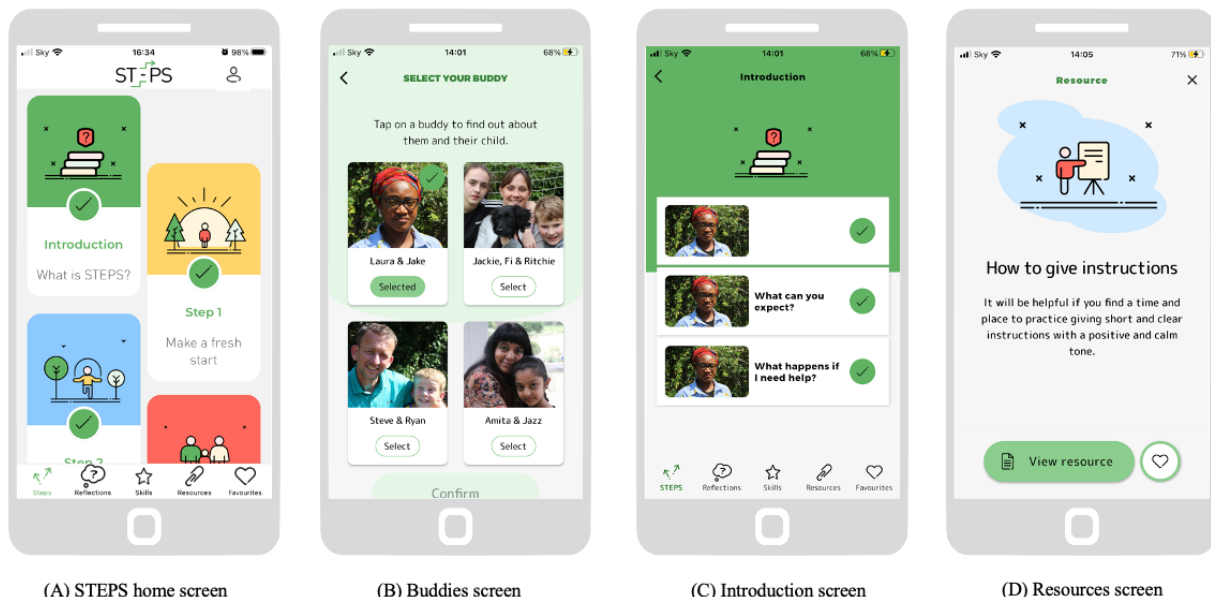 Sky
16:34
98%
STEPS
Introduction
What is STEPS?
Step 1
Make a fresh
start
Step 2
Steps
Reflections
Skills
Resources
Favourites
(A) STEPS home screen
Sky
14:01
68%
SELECT YOUR BUDDY
Tap on a buddy to find out about
them and their child.
Laura & Jake
Selected
Jackie, Fi & Ritchie
Select
Steve & Ryan
Select
Amita & Jazz
Select
Confirm
(B) Buddies screen
Sky
14:01
68%
Introduction
What can you
expect?
What happens if
I need help?
STEPS
Reflections
Skills
Resources
Favourites
(C) Introduction screen
Sky
14:05
71%
Resource
How to give instructions
It will be helpful if you find a time and
place to practice giving short and clear
instructions with a positive and calm
tone.
View resource
(D) Resources screen